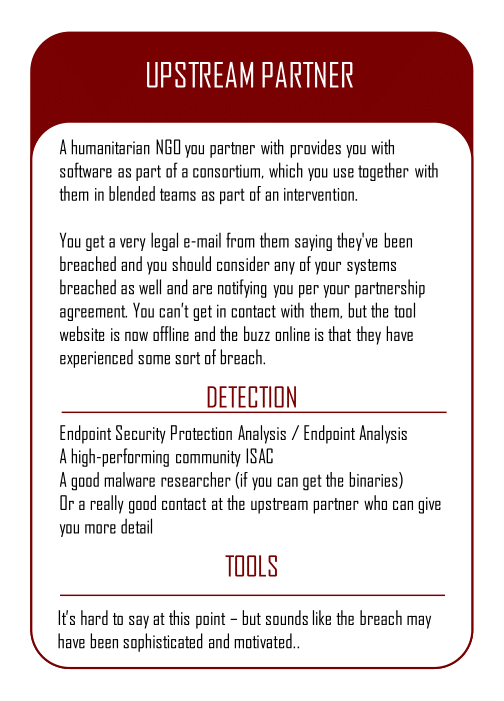 UPSTREAM PARTNER
A humanitarian NGO you partner with provides you with
software as part of a consortium, which you use together with
them in blended teams as part of an intervention.
You get a very legal e-mail from them saying they've been
breached and you should consider any of your systems
breached as well and are notifying you per your partnership
agreement. You can't get in contact with them, but the tool
website is now offline and the buzz online is that they have
experienced some sort of breach.
DETECTION
Endpoint Security Protection Analysis / Endpoint Analysis
A high-performing community ISAC
A good malware researcher (if you can get the binaries)
Or a really good contact at the upstream partner who can give
you more detail
TOOLS
It's hard to say at this point – but sounds like the breach may
have been sophisticated and motivated..